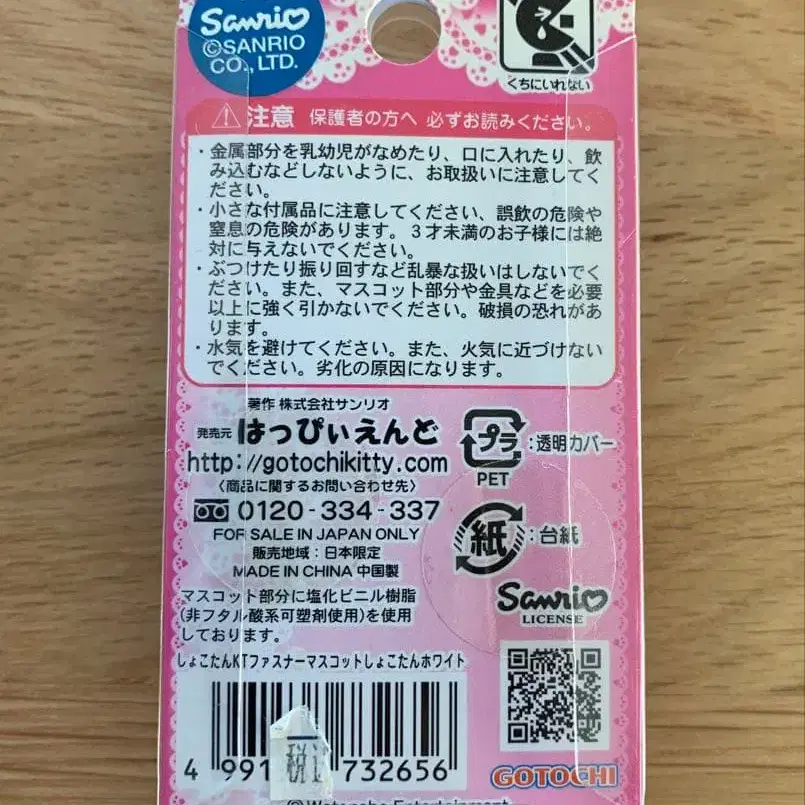 Sanrio
©SANRIO
CO., LTD.
くちにいれない
注意 保護者の方へ 必ずお読みください。
・金属部分を乳幼児がなめたり、口に入れたり、飲
み込むなどしないように、お取扱いに注意してく
ださい。
・小さな付属品に注意してください、誤飲の危険や
窒息の危険があります。3才未満のお子様には絶
対に与えないでください。
・ぶつけたり振り回すなど乱暴な扱いはしないでく
ださい。また、マスコット部分や金具などを必要
以上に強く引かないでください。破損の恐れがあ
ります。
・水気を避けてください。また、火気に近づけない
でください。劣化の原因になります。
著作 株式会社サンリオ
発売元 はっぴぃえんど
http://gotochikitty.com
〈商品に関するお問い合わせ先〉
0120-334-337
FOR SALE IN JAPAN ONLY
販売地域：日本限定
MADE IN CHINA 中国製
プラ :透明カバー
PET
紙 :台紙
Sanrio
LICENSE
マスコット部分に塩化ビニル樹脂
(非フタル酸系可塑剤使用)を使用
しております。
しょこたんKTファスナーマスコットしょこたんホワイト
4 991 732656
税込
GOTOCHI
©Watanabe Entertainment